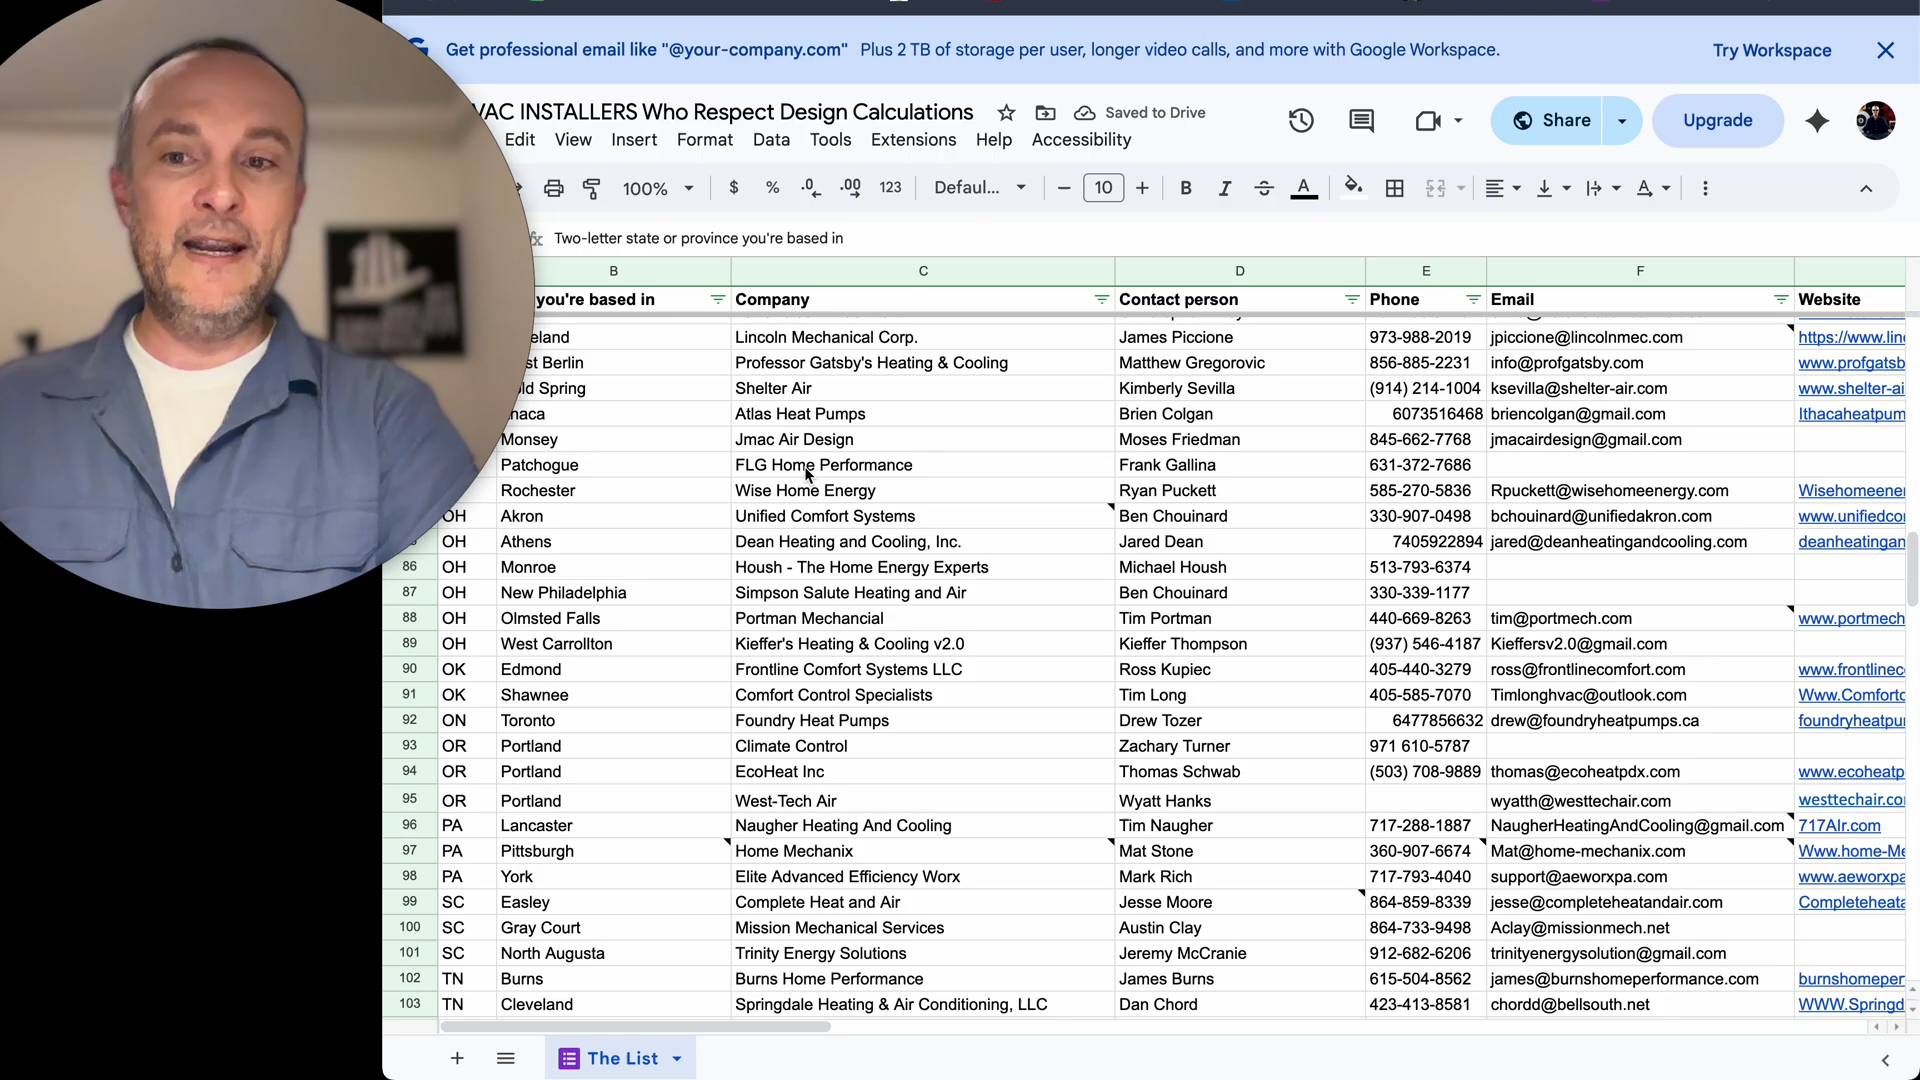 Get professional email like "@your-company.com" Plus 2 TB of storage per user, longer video calls, and more with Google Workspace. Try Workspace
VAC INSTALLERS Who Respect Design Calculations Saved to Drive Share Upgrade
Edit View Insert Format Data Tools Extensions Help Accessibility
100% $ % .0 .00 123 Defaul... 10 B I A
fx Two-letter state or province you're based in
B C D E F
you're based in Company Contact person Phone Email Website
eland Lincoln Mechanical Corp. James Piccione 973-988-2019 jpiccione@lincolnmec.com https://www.lin
st Berlin Professor Gatsby's Heating & Cooling Matthew Gregorovic 856-885-2231 info@profgatsby.com www.profgatsb
ld Spring Shelter Air Kimberly Sevilla (914) 214-1004 ksevilla@shelter-air.com www.shelter-ai
aca Atlas Heat Pumps Brien Colgan 6073516468 briencolgan@gmail.com Ithacaheatpum
Monsey Jmac Air Design Moses Friedman 845-662-7768 jmacairdesign@gmail.com
Patchogue FLG Home Performance Frank Gallina 631-372-7686
Rochester Wise Home Energy Ryan Puckett 585-270-5836 Rpuckett@wisehomeenergy.com Wisehomeener
OH Akron Unified Comfort Systems Ben Chouinard 330-907-0498 bchouinard@unifiedakron.com www.unifiedco
OH Athens Dean Heating and Cooling, Inc. Jared Dean 7405922894 jared@deanheatingandcooling.com deanheatingan
86 OH Monroe Housh - The Home Energy Experts Michael Housh 513-793-6374
87 OH New Philadelphia Simpson Salute Heating and Air Ben Chouinard 330-339-1177
88 OH Olmsted Falls Portman Mechancial Tim Portman 440-669-8263 tim@portmech.com www.portmech
89 OH West Carrollton Kieffer's Heating & Cooling v2.0 Kieffer Thompson (937) 546-4187 Kieffersv2.0@gmail.com
90 OK Edmond Frontline Comfort Systems LLC Ross Kupiec 405-440-3279 ross@frontlinecomfort.com www.frontlinec
91 OK Shawnee Comfort Control Specialists Tim Long 405-585-7070 Timlonghvac@outlook.com Www.Comfortc
92 ON Toronto Foundry Heat Pumps Drew Tozer 6477856632 drew@foundryheatpumps.ca foundryheatpu
93 OR Portland Climate Control Zachary Turner 971 610-5787
94 OR Portland EcoHeat Inc Thomas Schwab (503) 708-9889 thomas@ecoheatpdx.com www.ecoheatp
95 OR Portland West-Tech Air Wyatt Hanks wyatth@westtechair.com westtechair.co
96 PA Lancaster Naugher Heating And Cooling Tim Naugher 717-288-1887 NaugherHeatingAndCooling@gmail.com 717AIr.com
97 PA Pittsburgh Home Mechanix Mat Stone 360-907-6674 Mat@home-mechanix.com Www.home-Me
98 PA York Elite Advanced Efficiency Worx Mark Rich 717-793-4040 support@aeworxpa.com www.aeworxpa
99 SC Easley Complete Heat and Air Jesse Moore 864-859-8339 jesse@completeheatandair.com Completeheata
100 SC Gray Court Mission Mechanical Services Austin Clay 864-733-9498 Aclay@missionmech.net
101 SC North Augusta Trinity Energy Solutions Jeremy McCranie 912-682-6206 trinityenergysolution@gmail.com
102 TN Burns Burns Home Performance James Burns 615-504-8562 james@burnshomeperformance.com burnshomeper
103 TN Cleveland Springdale Heating & Air Conditioning, LLC Dan Chord 423-413-8581 chordd@bellsouth.net WWW.Springd
The List